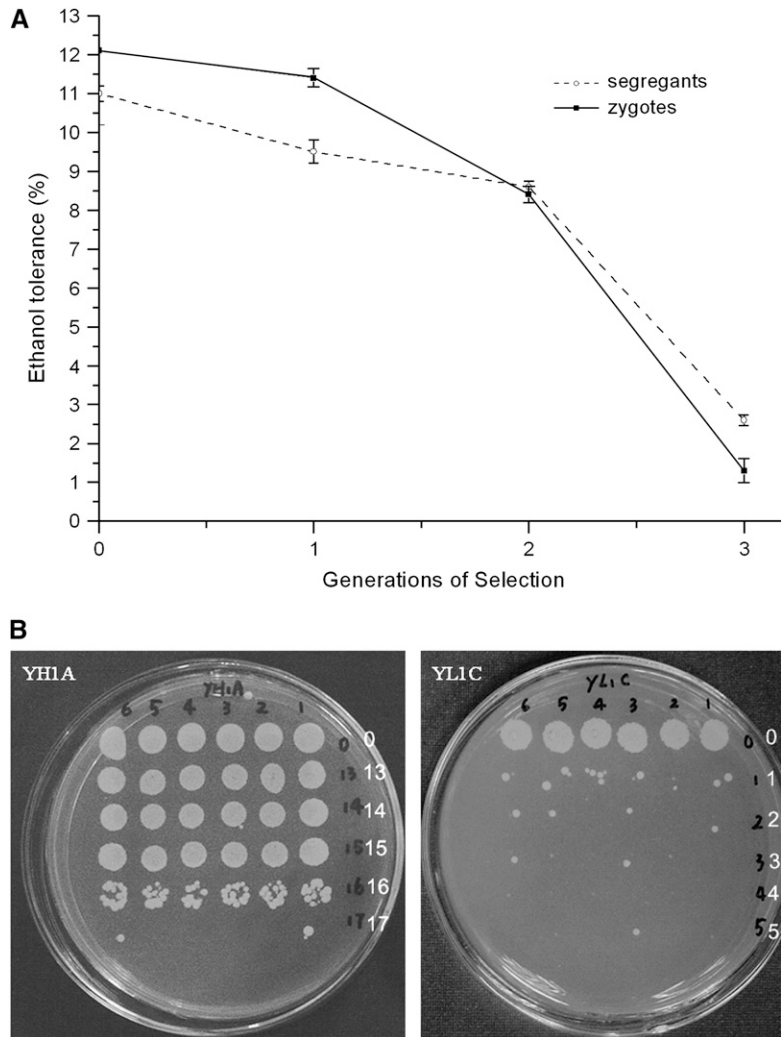 A
13
12
11
10
9
8
7
6
5
4
3
2
1
0
Ethanol tolerance (%)
segregants
zygotes
0 1 2 3
Generations of Selection
B
YH1A
YH1A
6 5 4 3 2 1
0 0
13 13
14 14
15 15
16 16
17 17
YL1C
YL1C
6 5 4 3 2 1
0 0
1 1
2 2
3 3
4 4
5 5